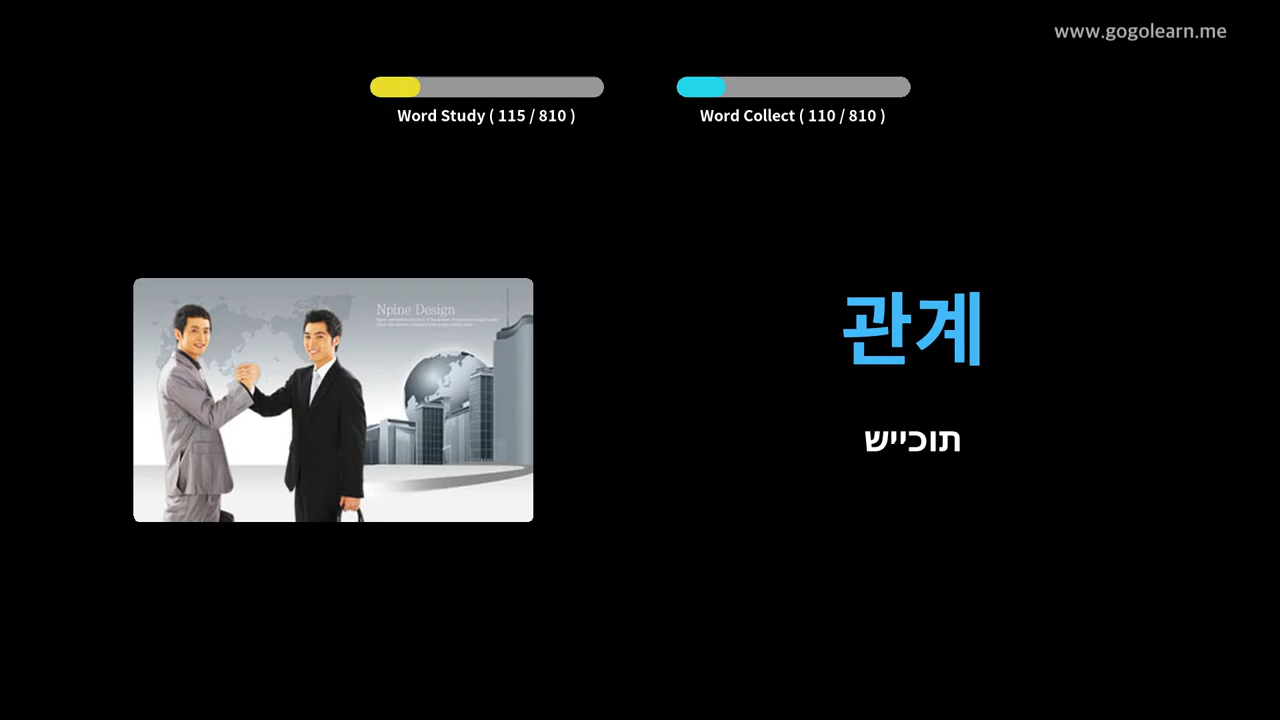 www.gogolearn.me
Word Study ( 115 / 810 )
Word Collect ( 110 / 810 )
Npine Design
관계
תוכייש